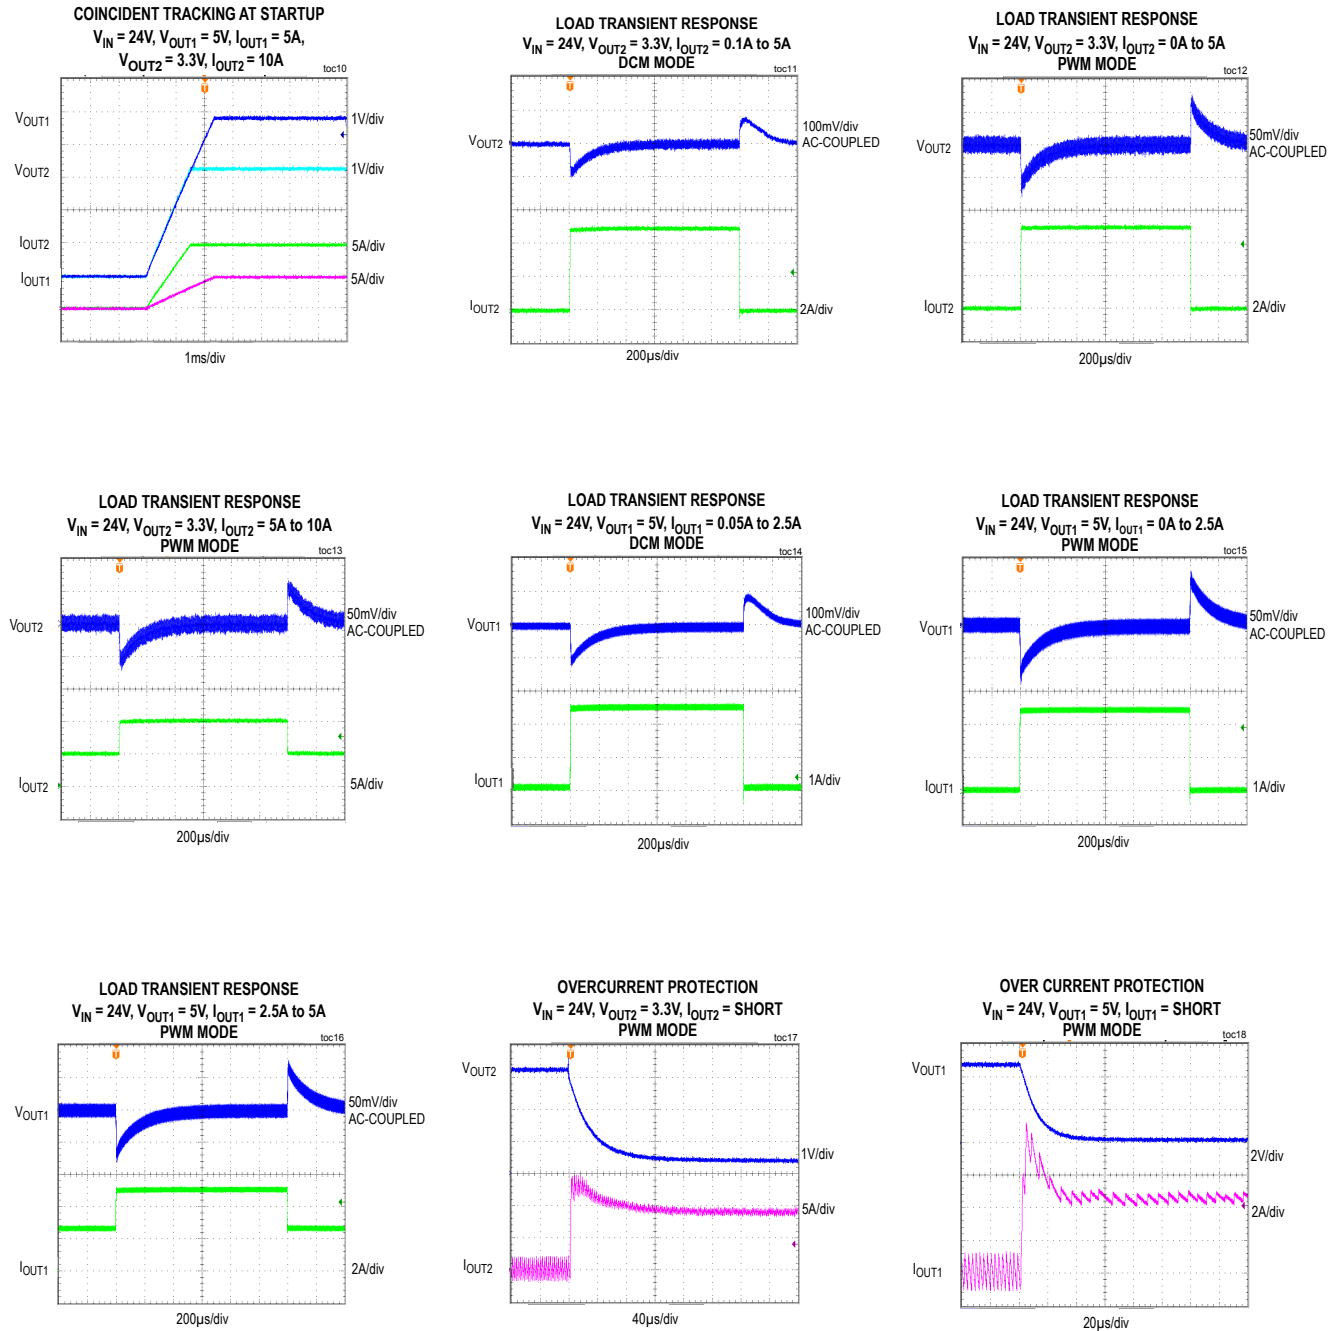 COINCIDENT TRACKING AT STARTUP
VIN = 24V, VOUT1 = 5V, IOUT1 = 5A,
VOUT2 = 3.3V, IOUT2 = 10A
toc10
T
VOUT1
1V/div
VOUT2
1V/div
IOUT2
5A/div
IOUT1
5A/div
1ms/div
LOAD TRANSIENT RESPONSE
VIN = 24V, VOUT2 = 3.3V, IOUT2 = 0.1A to 5A
DCM MODE
toc11
T
100mV/div
VOUT2
AC-COUPLED
IOUT2
2A/div
200µs/div
LOAD TRANSIENT RESPONSE
VIN = 24V, VOUT2 = 3.3V, IOUT2 = 0A to 5A
PWM MODE
toc12
T
50mV/div
VOUT2
AC-COUPLED
IOUT2
2A/div
200µs/div
LOAD TRANSIENT RESPONSE
VIN = 24V, VOUT2 = 3.3V, IOUT2 = 5A to 10A
PWM MODE
toc13
T
50mV/div
VOUT2
AC-COUPLED
IOUT2
5A/div
200µs/div
LOAD TRANSIENT RESPONSE
VIN = 24V, VOUT1 = 5V, IOUT1 = 0.05A to 2.5A
DCM MODE
toc14
T
100mV/div
VOUT1
AC-COUPLED
IOUT1
1A/div
200µs/div
LOAD TRANSIENT RESPONSE
VIN = 24V, VOUT1 = 5V, IOUT1 = 0A to 2.5A
PWM MODE
toc15
T
50mV/div
VOUT1
AC-COUPLED
IOUT1
1A/div
200µs/div
LOAD TRANSIENT RESPONSE
VIN = 24V, VOUT1 = 5V, IOUT1 = 2.5A to 5A
PWM MODE
toc16
T
50mV/div
VOUT1
AC-COUPLED
IOUT1
2A/div
200µs/div
OVERCURRENT PROTECTION
VIN = 24V, VOUT2 = 3.3V, IOUT2 = SHORT
PWM MODE
toc17
T
VOUT2
1V/div
5A/div
IOUT2
40µs/div
OVER CURRENT PROTECTION
VIN = 24V, VOUT1 = 5V, IOUT1 = SHORT
PWM MODE
toc18
T
VOUT1
2V/div
2A/div
IOUT1
20µs/div